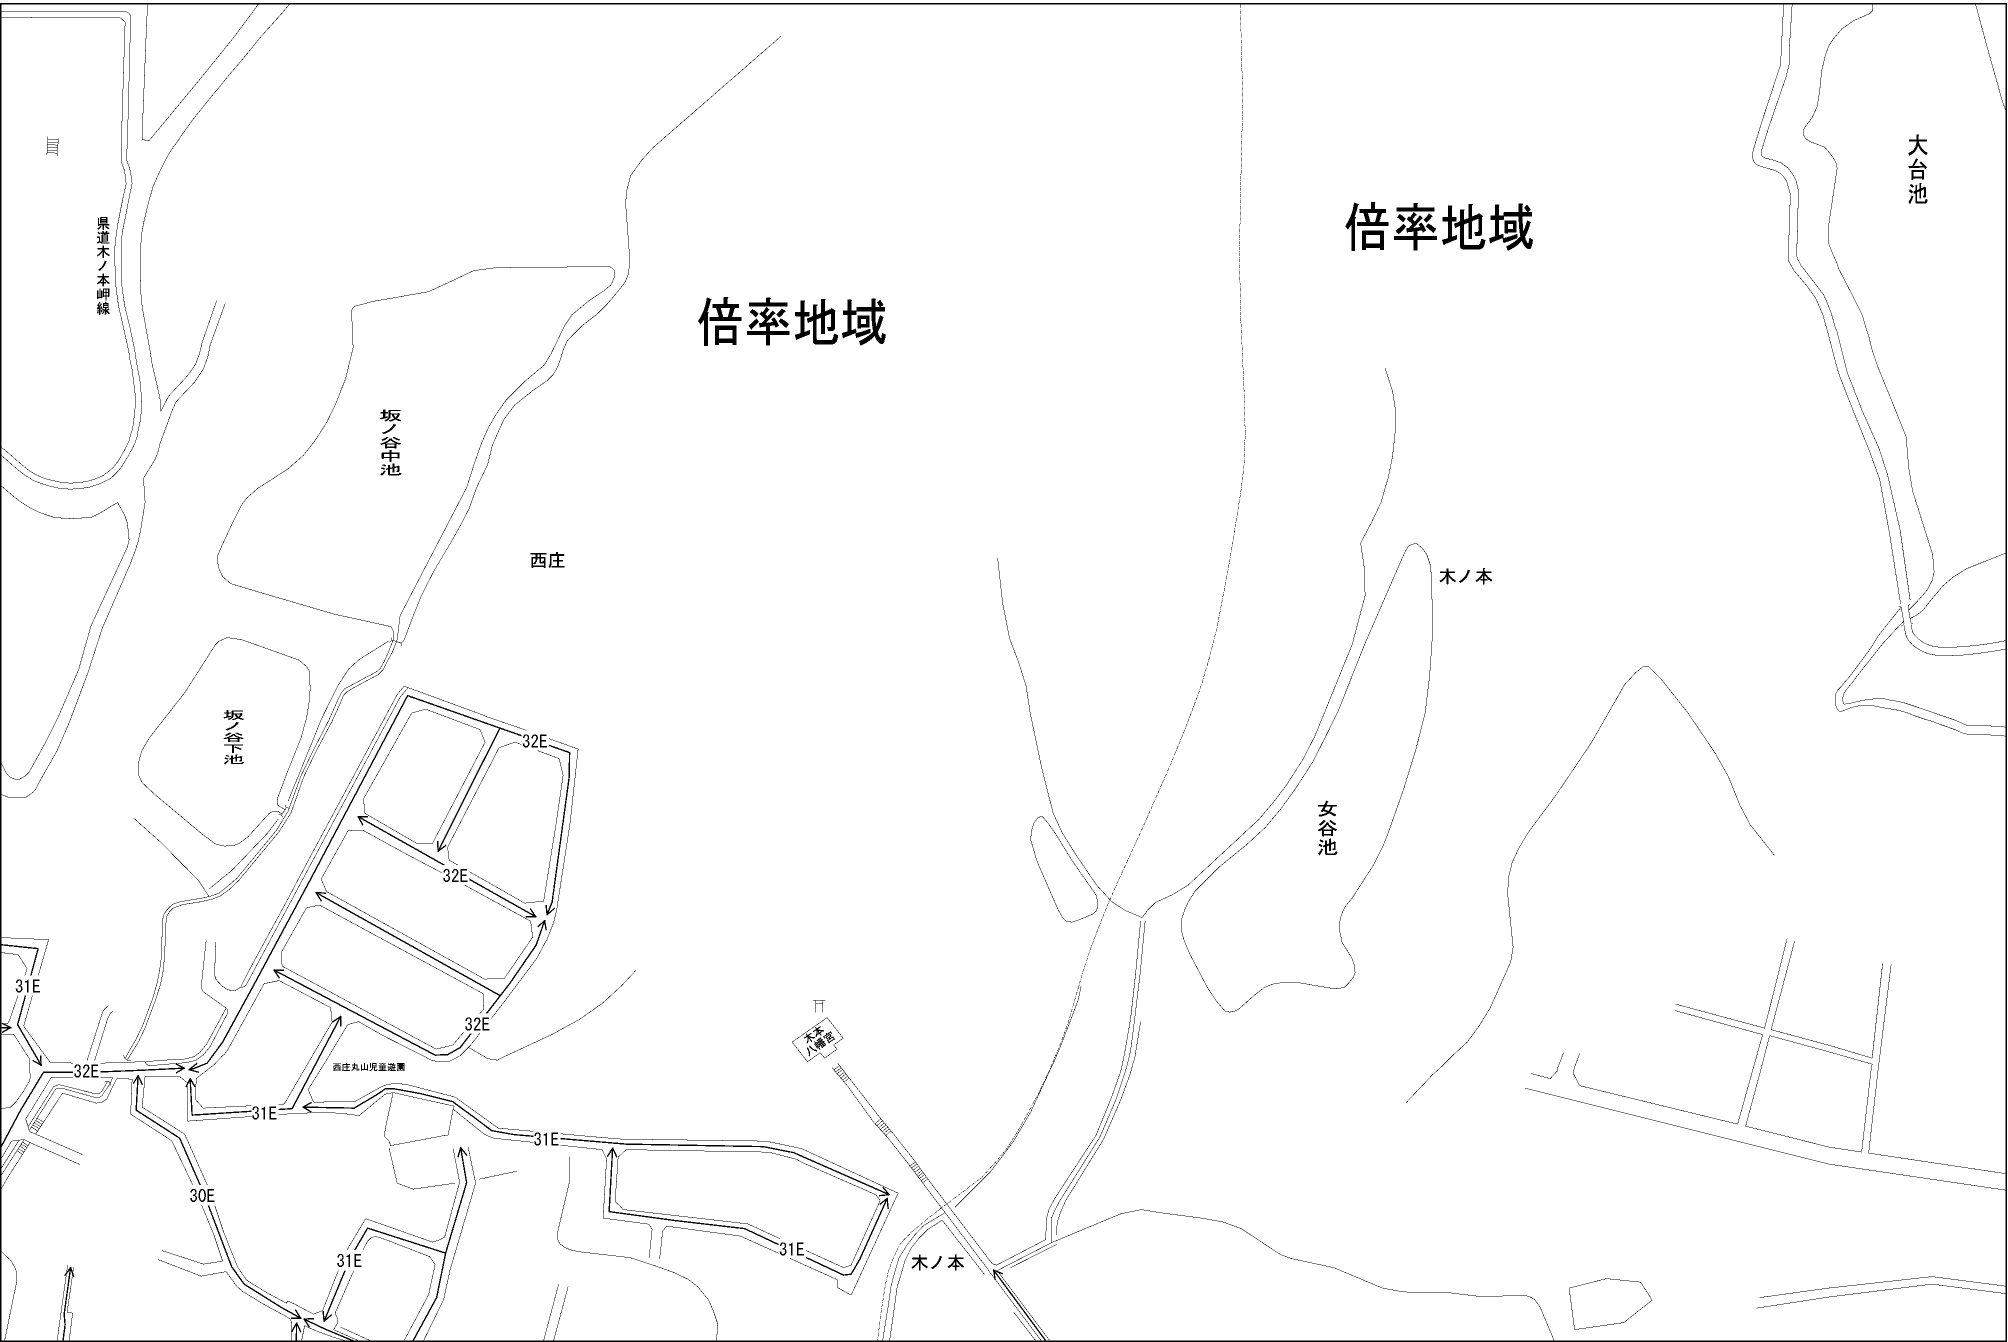 大台池
倍率地域
県道木ノ本岬線
倍率地域
坂ノ谷中池
西庄
木ノ本
坂ノ谷下池
32E
女谷池
32E
31E
32E
木本
八幡宮
32E
西庄丸山児童遊園
31E
31E
30E
31E
31E
木ノ本